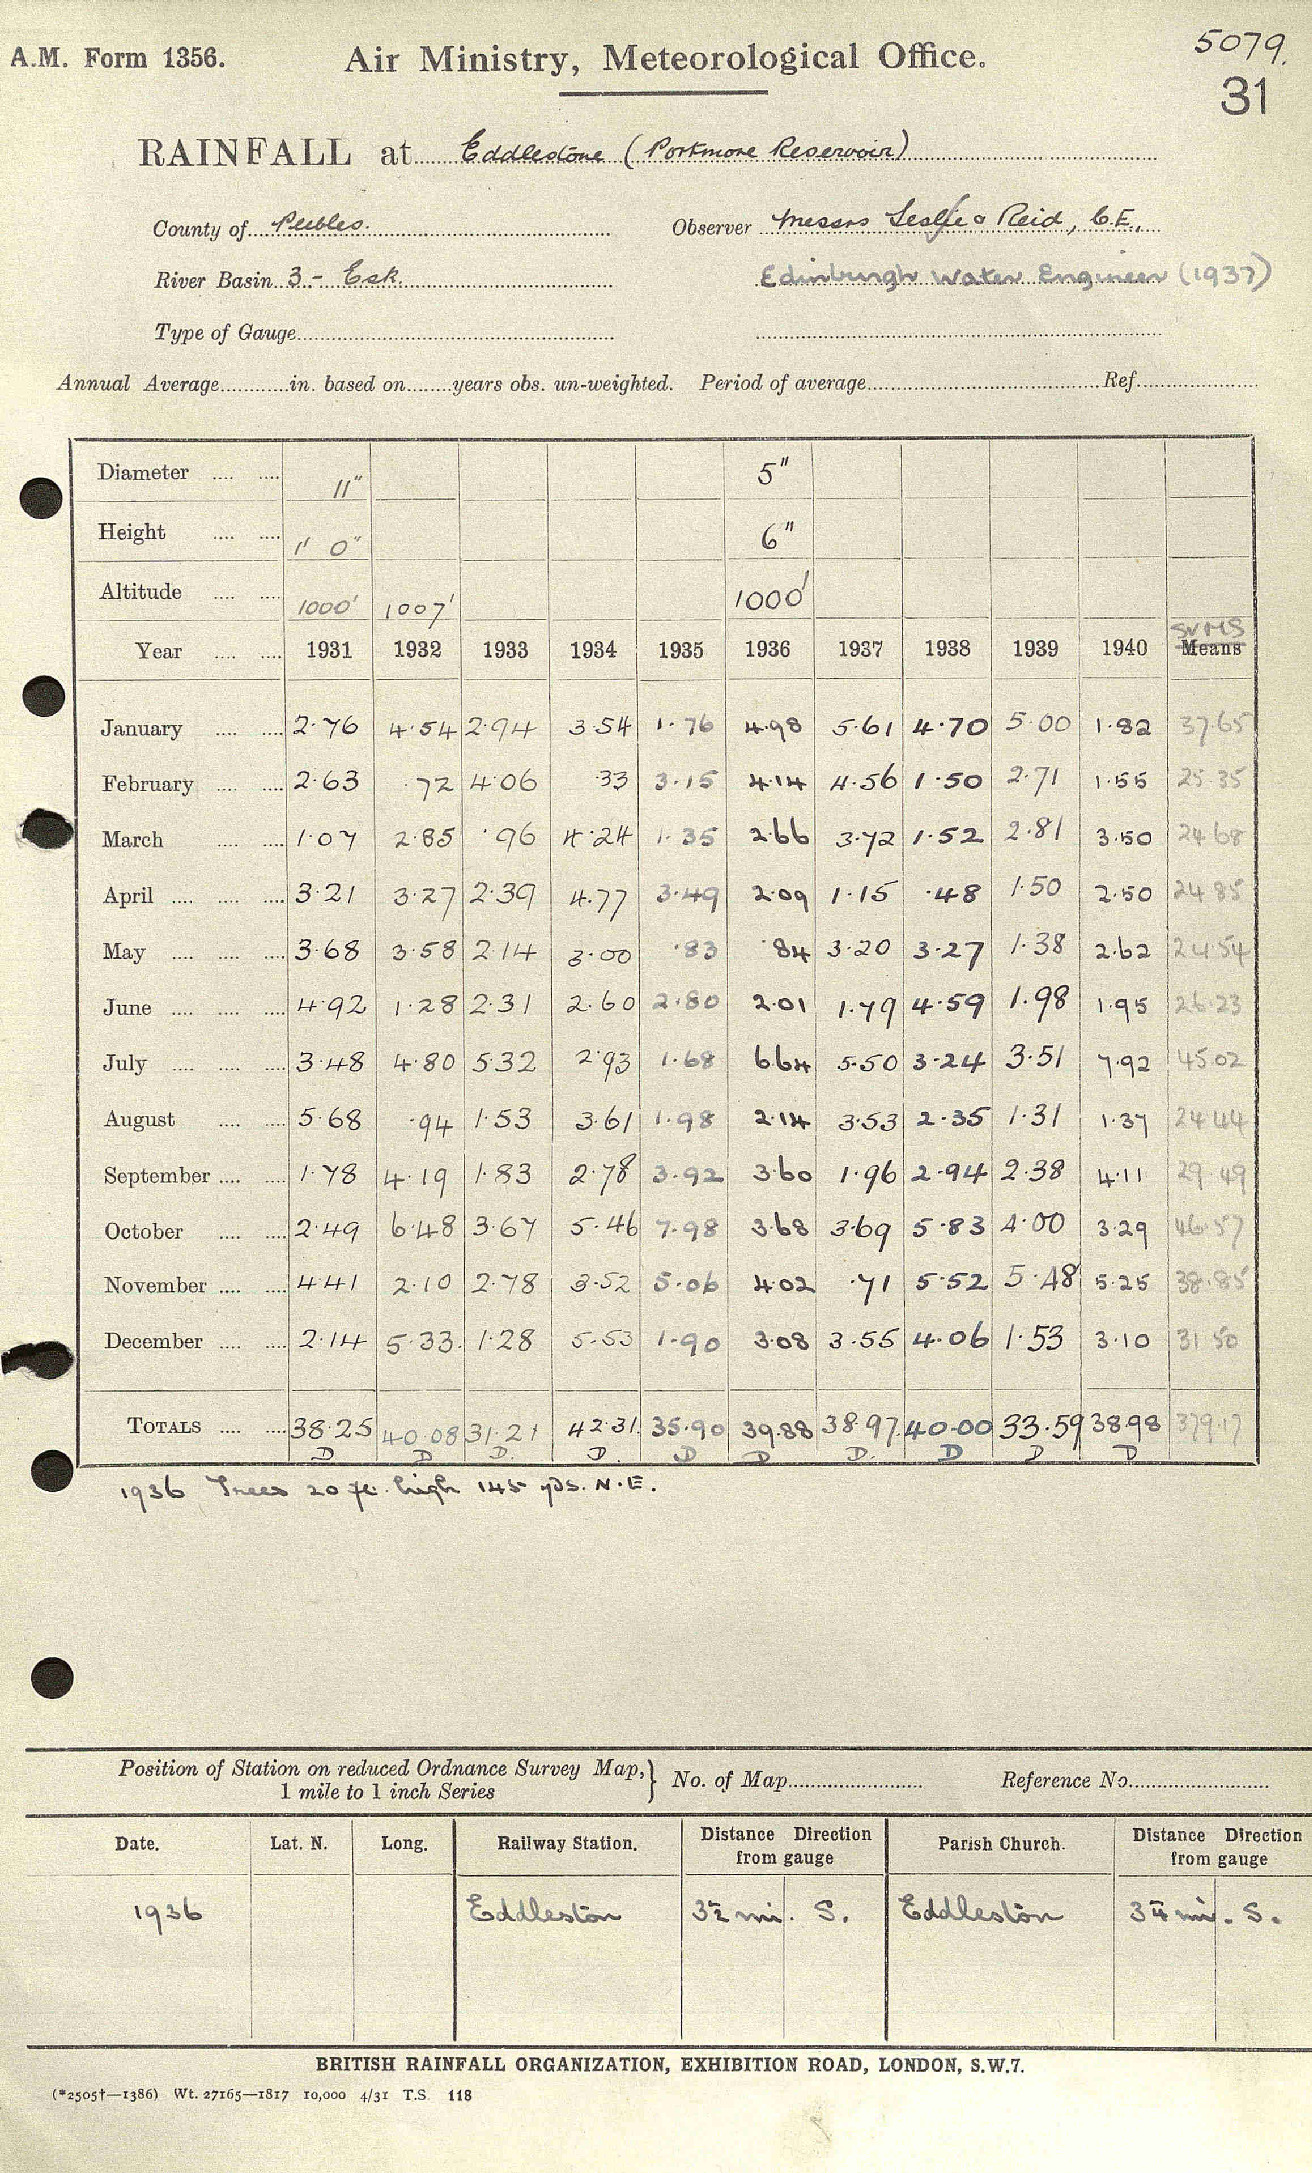 A.M. Form 1356.
Air Ministry, Meteorological Office.
5079.
31
RAINFALL at Eddlestone (Portmore Reservoir)
County of Peebles.
Observer Messrs Leslie & Reid, C.E.,
River Basin 3.- Esk.
Edinburgh Water Engineer (1937)
Type of Gauge
Annual Average in. based on years obs. un-weighted. Period of average Ref.
Diameter 11" 5"
Height 1' 0" 6"
Altitude 1000' 1007' 1000'
Year 1931 1932 1933 1934 1935 1936 1937 1938 1939 1940 SUMS Means
January 2.76 4.54 2.94 3.54 1.76 4.98 5.61 4.70 5.00 1.82 37.65
February 2.63 .72 4.06 .33 3.15 4.14 4.56 1.50 2.71 1.55 25.35
March 1.07 2.85 .96 4.24 1.35 2.66 3.72 1.52 2.81 3.50 24.68
April 3.21 3.27 2.39 4.77 3.49 2.09 1.15 .48 1.50 2.50 24.85
May 3.68 3.58 2.14 3.00 .83 .84 3.20 3.27 1.38 2.62 24.54
June 4.92 1.28 2.31 2.60 2.80 2.01 1.79 4.59 1.98 1.95 26.23
July 3.48 4.80 5.32 2.93 1.68 6.64 5.50 3.24 3.51 7.92 45.02
August 5.68 .94 1.53 3.61 1.98 2.14 3.53 2.35 1.31 1.37 24.44
September 1.78 4.19 1.83 2.78 3.92 3.60 1.96 2.94 2.38 4.11 29.49
October 2.49 6.48 3.67 5.46 7.98 3.68 3.69 5.83 4.00 3.29 46.57
November 4.41 2.10 2.78 3.52 5.06 4.02 .71 5.52 5.48 5.25 38.85
December 2.14 5.33 1.28 5.53 1.90 3.08 3.55 4.06 1.53 3.10 31.50
TOTALS 38.25 40.08 31.21 42.31 35.90 39.88 38.97 40.00 33.59 38.98 379.17
D D D. D. D D D. D D D
1936 Trees 20 ft. high 145 yds. N.E.
Position of Station on reduced Ordnance Survey Map, 1 mile to 1 inch Series } No. of Map Reference No.
Date. Lat. N. Long. Railway Station. Distance Direction from gauge Parish Church. Distance Direction from gauge
1936 Eddleston 3½ mi. S. Eddleston 3¼ mi. S.
BRITISH RAINFALL ORGANIZATION, EXHIBITION ROAD, LONDON, S.W.7.
(*2505†—1386) Wt. 27165—1817 10,000 4/31 T.S. 118